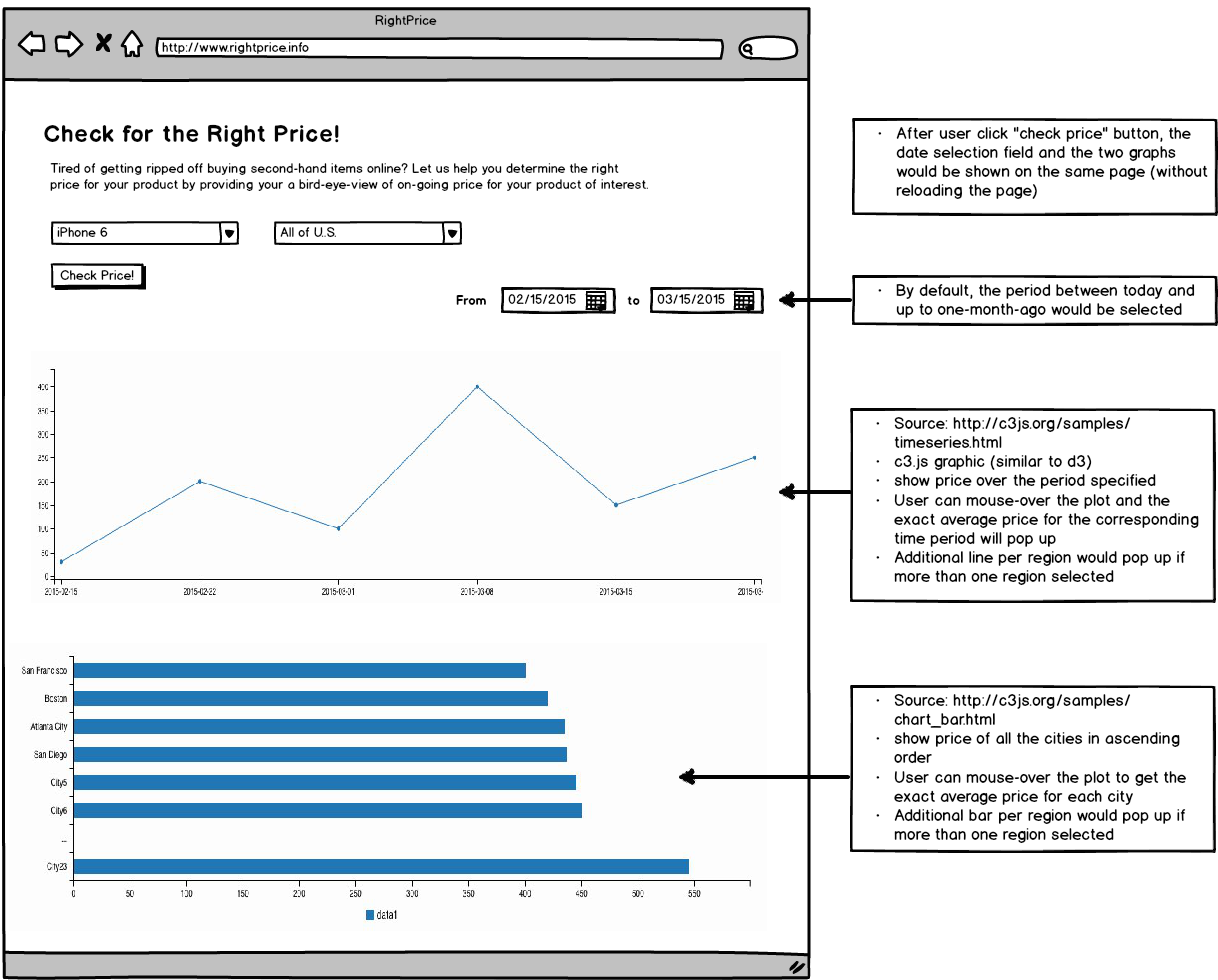 RightPrice
http://www.rightprice.info
Check for the Right Price!
Tired of getting ripped off buying second-hand items online? Let us help you determine the right
price for your product by providing your a bird-eye-view of on-going price for your product of interest.
iPhone 6
All of U.S.
Check Price!
From 02/15/2015 to 03/15/2015
400
350
300
250
200
150
100
50
0
2015-02-15 2015-02-22 2015-03-01 2015-03-08 2015-03-15 2015-03-
San Francisco
Boston
Atlanta City
San Diego
City5
City6
...
City23
0 50 100 150 200 250 300 350 400 450 500 550
data1
· After user click "check price" button, the
date selection field and the two graphs
would be shown on the same page (without
reloading the page)
· By default, the period between today and
up to one-month-ago would be selected
· Source: http://c3js.org/samples/
timeseries.html
· c3.js graphic (similar to d3)
· show price over the period specified
· User can mouse-over the plot and the
exact average price for the corresponding
time period will pop up
· Additional line per region would pop up if
more than one region selected
· Source: http://c3js.org/samples/
chart_bar.html
· show price of all the cities in ascending
order
· User can mouse-over the plot to get the
exact average price for each city
· Additional bar per region would pop up if
more than one region selected